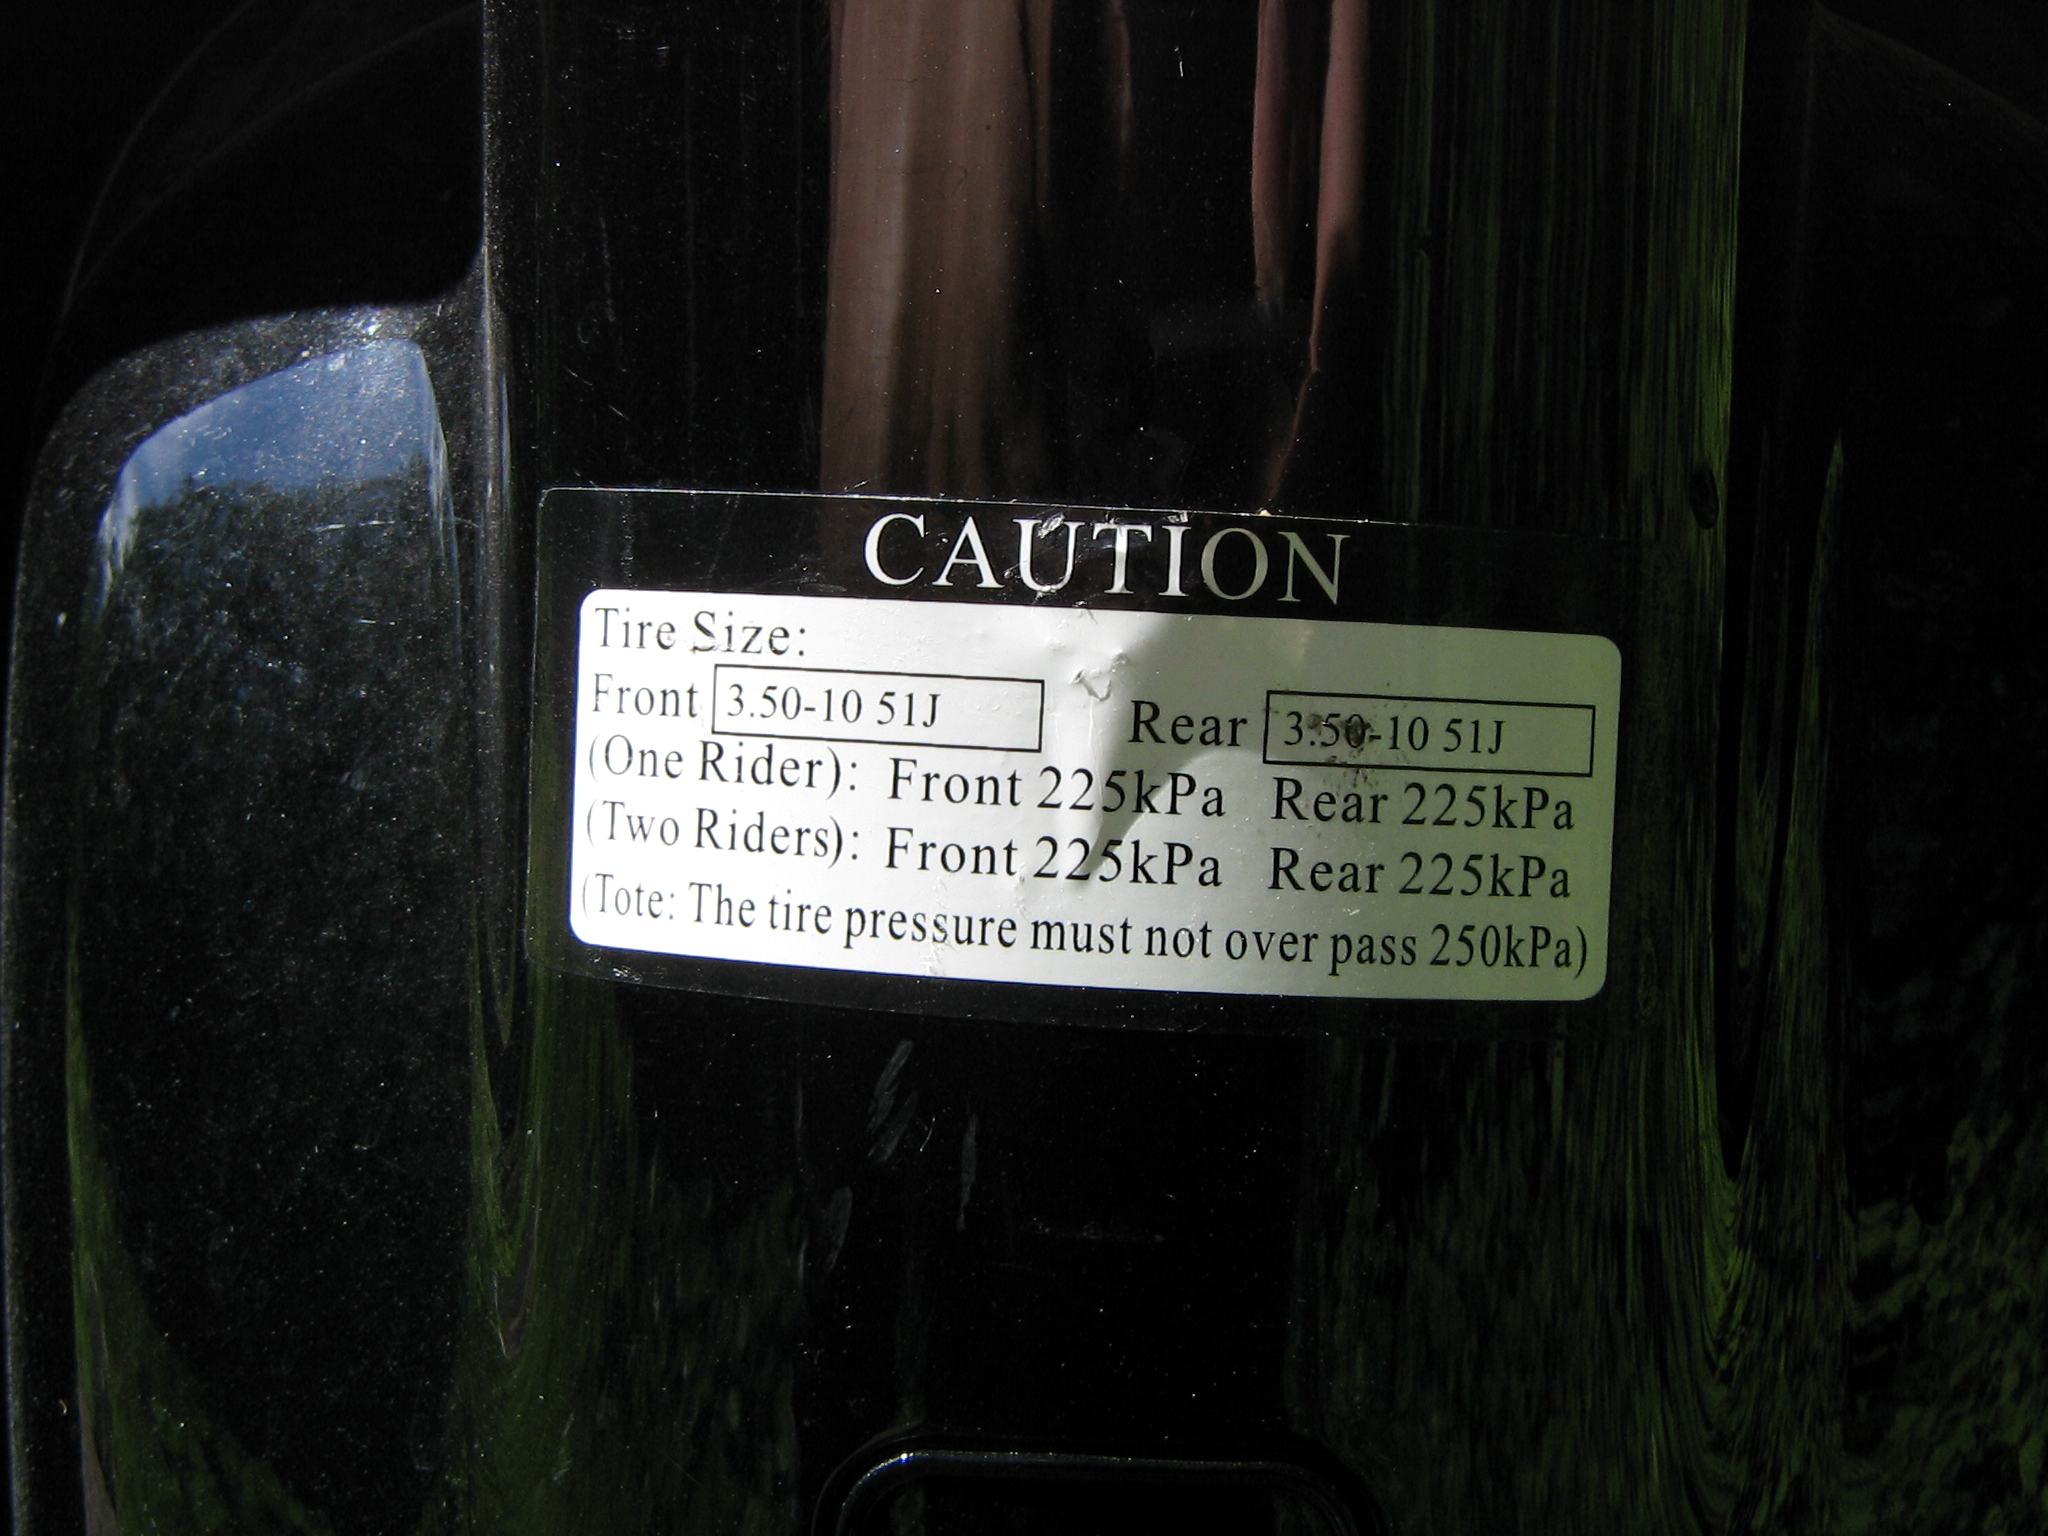 CAUTION
Tire Size:
Front 3.50-10 51J Rear 3.50-10 51J
(One Rider): Front 225kPa Rear 225kPa
(Two Riders): Front 225kPa Rear 225kPa
(Tote: The tire pressure must not over pass 250kPa)